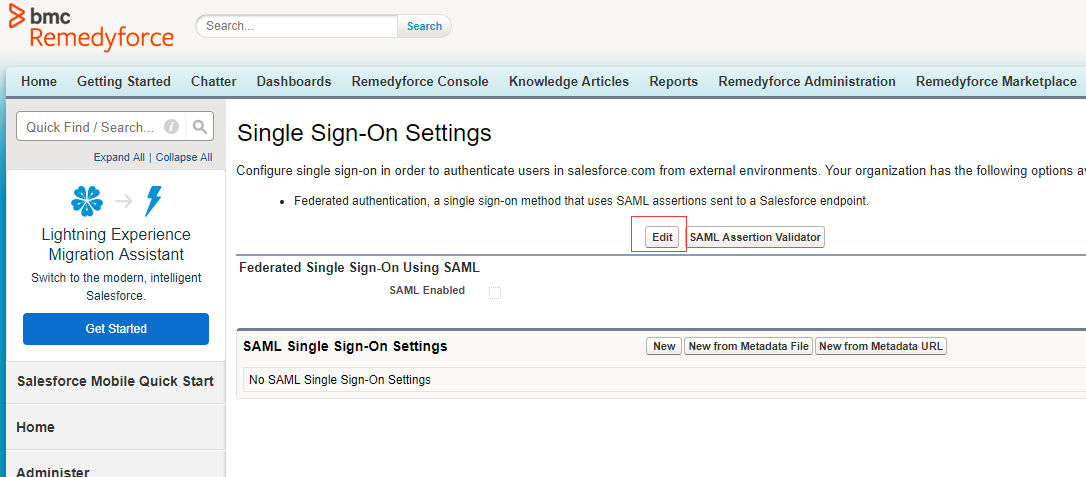 bmc
Remedyforce
Search...
Search
Home Getting Started Chatter Dashboards Remedyforce Console Knowledge Articles Reports Remedyforce Administration Remedyforce Marketplace
Quick Find / Search...
Expand All | Collapse All
Lightning Experience
Migration Assistant
Switch to the modern, intelligent
Salesforce.
Get Started
Salesforce Mobile Quick Start
Home
Administer
Single Sign-On Settings
Configure single sign-on in order to authenticate users in salesforce.com from external environments. Your organization has the following options av
• Federated authentication, a single sign-on method that uses SAML assertions sent to a Salesforce endpoint.
Edit SAML Assertion Validator
Federated Single Sign-On Using SAML
SAML Enabled
SAML Single Sign-On Settings New New from Metadata File New from Metadata URL
No SAML Single Sign-On Settings